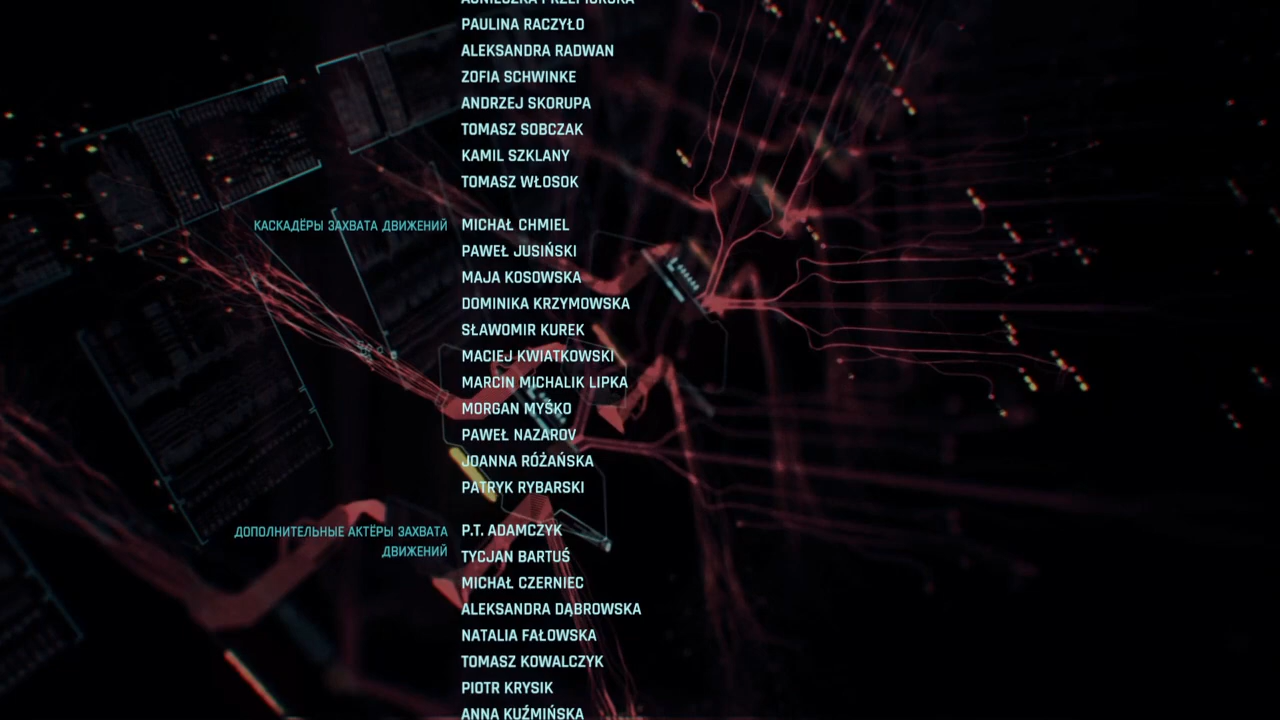 PAULINA RACZYŁO
ALEKSANDRA RADWAN
ZOFIA SCHWINKE
ANDRZEJ SKORUPA
TOMASZ SOBCZAK
KAMIL SZKLANY
TOMASZ WŁOSOK
КАСКАДЁРЫ ЗАХВАТА ДВИЖЕНИЙ MICHAŁ CHMIEL
PAWEŁ JUSIŃSKI
MAJA KOSOWSKA
DOMINIKA KRZYMOWSKA
SŁAWOMIR KUREK
MACIEJ KWIATKOWSKI
MARCIN MICHALIK LIPKA
MORGAN MYŚKO
PAWEŁ NAZAROV
JOANNA RÓŻAŃSKA
PATRYK RYBARSKI
ДОПОЛНИТЕЛЬНЫЕ АКТЁРЫ ЗАХВАТА
ДВИЖЕНИЙ
P.T. ADAMCZYK
TYCJAN BARTUŚ
MICHAŁ CZERNIEC
ALEKSANDRA DĄBROWSKA
NATALIA FAŁOWSKA
TOMASZ KOWALCZYK
PIOTR KRYSIK
ANNA KUŹMIŃSKA